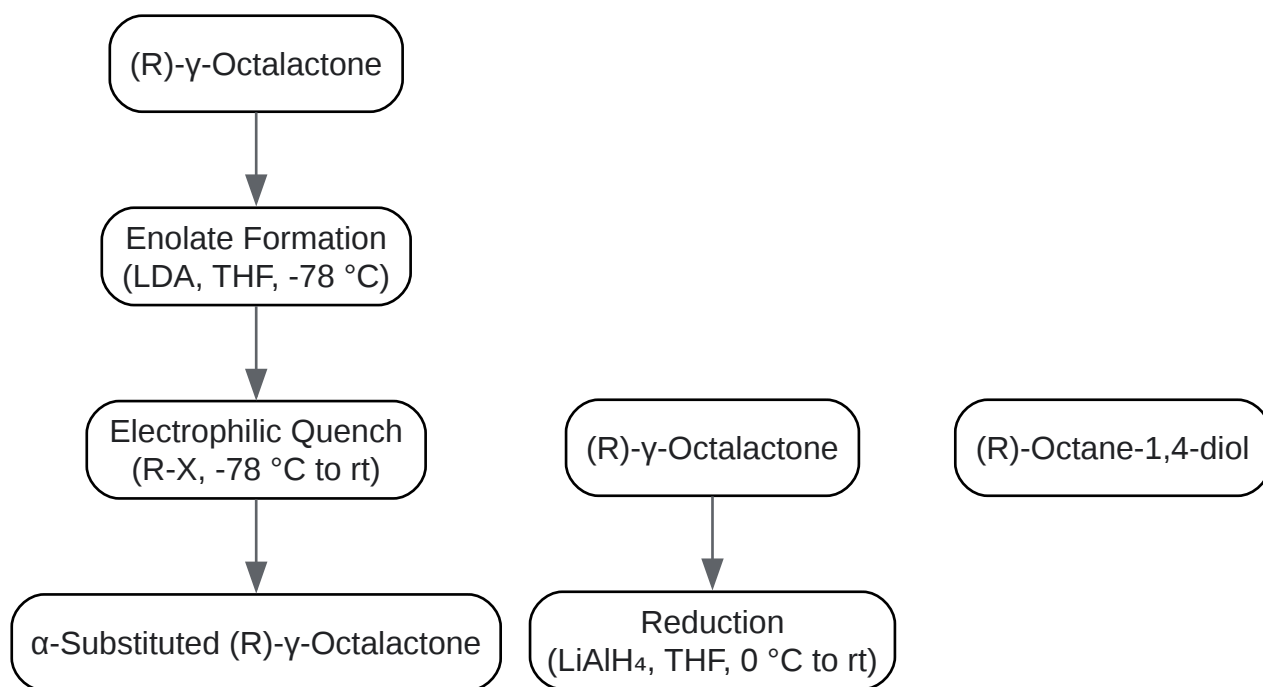 (R)-γ-Octalactone
Enolate Formation
(LDA, THF, -78 °C)
Electrophilic Quench
(R-X, -78 °C to rt)
α-Substituted (R)-γ-Octalactone
(R)-γ-Octalactone
Reduction
(LiAlH₄, THF, 0 °C to rt)
(R)-Octane-1,4-diol